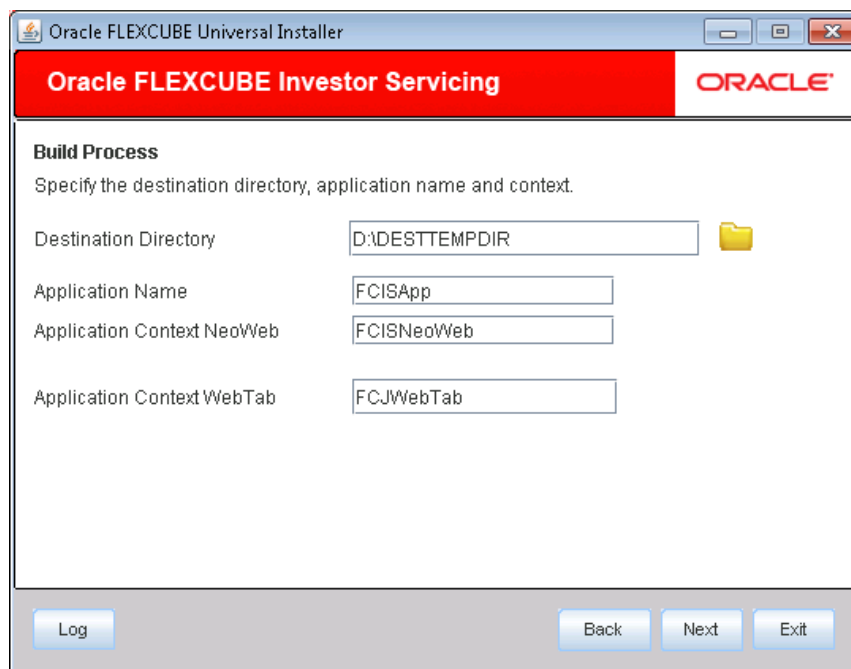 Oracle FLEXCUBE Universal Installer
Oracle FLEXCUBE Investor Servicing
ORACLE
Build Process
Specify the destination directory, application name and context.
Destination Directory D:\DESTTEMPDIR
Application Name FCISApp
Application Context NeoWeb FCISNeoWeb
Application Context WebTab FCJWebTab
Log Back Next Exit